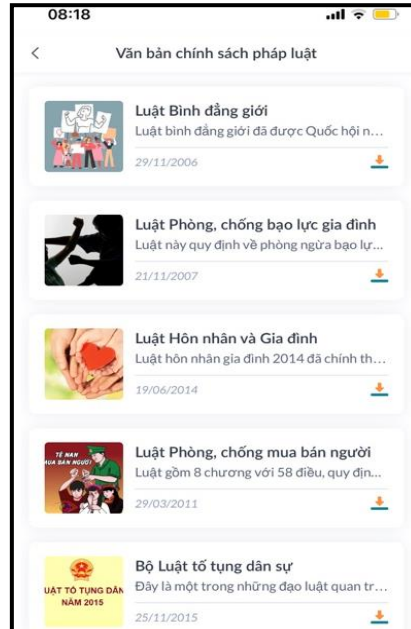 08:18
Văn bản chính sách pháp luật
Luật Bình đẳng giới
Luật bình đẳng giới đã được Quốc hội n...
29/11/2006
Luật Phòng, chống bạo lực gia đình
Luật này quy định về phòng ngừa bạo lự...
21/11/2007
Luật Hôn nhân và Gia đình
Luật hôn nhân gia đình 2014 đã chính th...
19/06/2014
TỆ NẠN
MUA BÁN NGƯỜI
Luật Phòng, chống mua bán người
Luật gồm 8 chương với 58 điều, quy địn...
29/03/2011
LUẬT TỐ TỤNG DÂN
NĂM 2015
Bộ Luật tố tụng dân sự
Đây là một trong những đạo luật quan tr...
25/11/2015